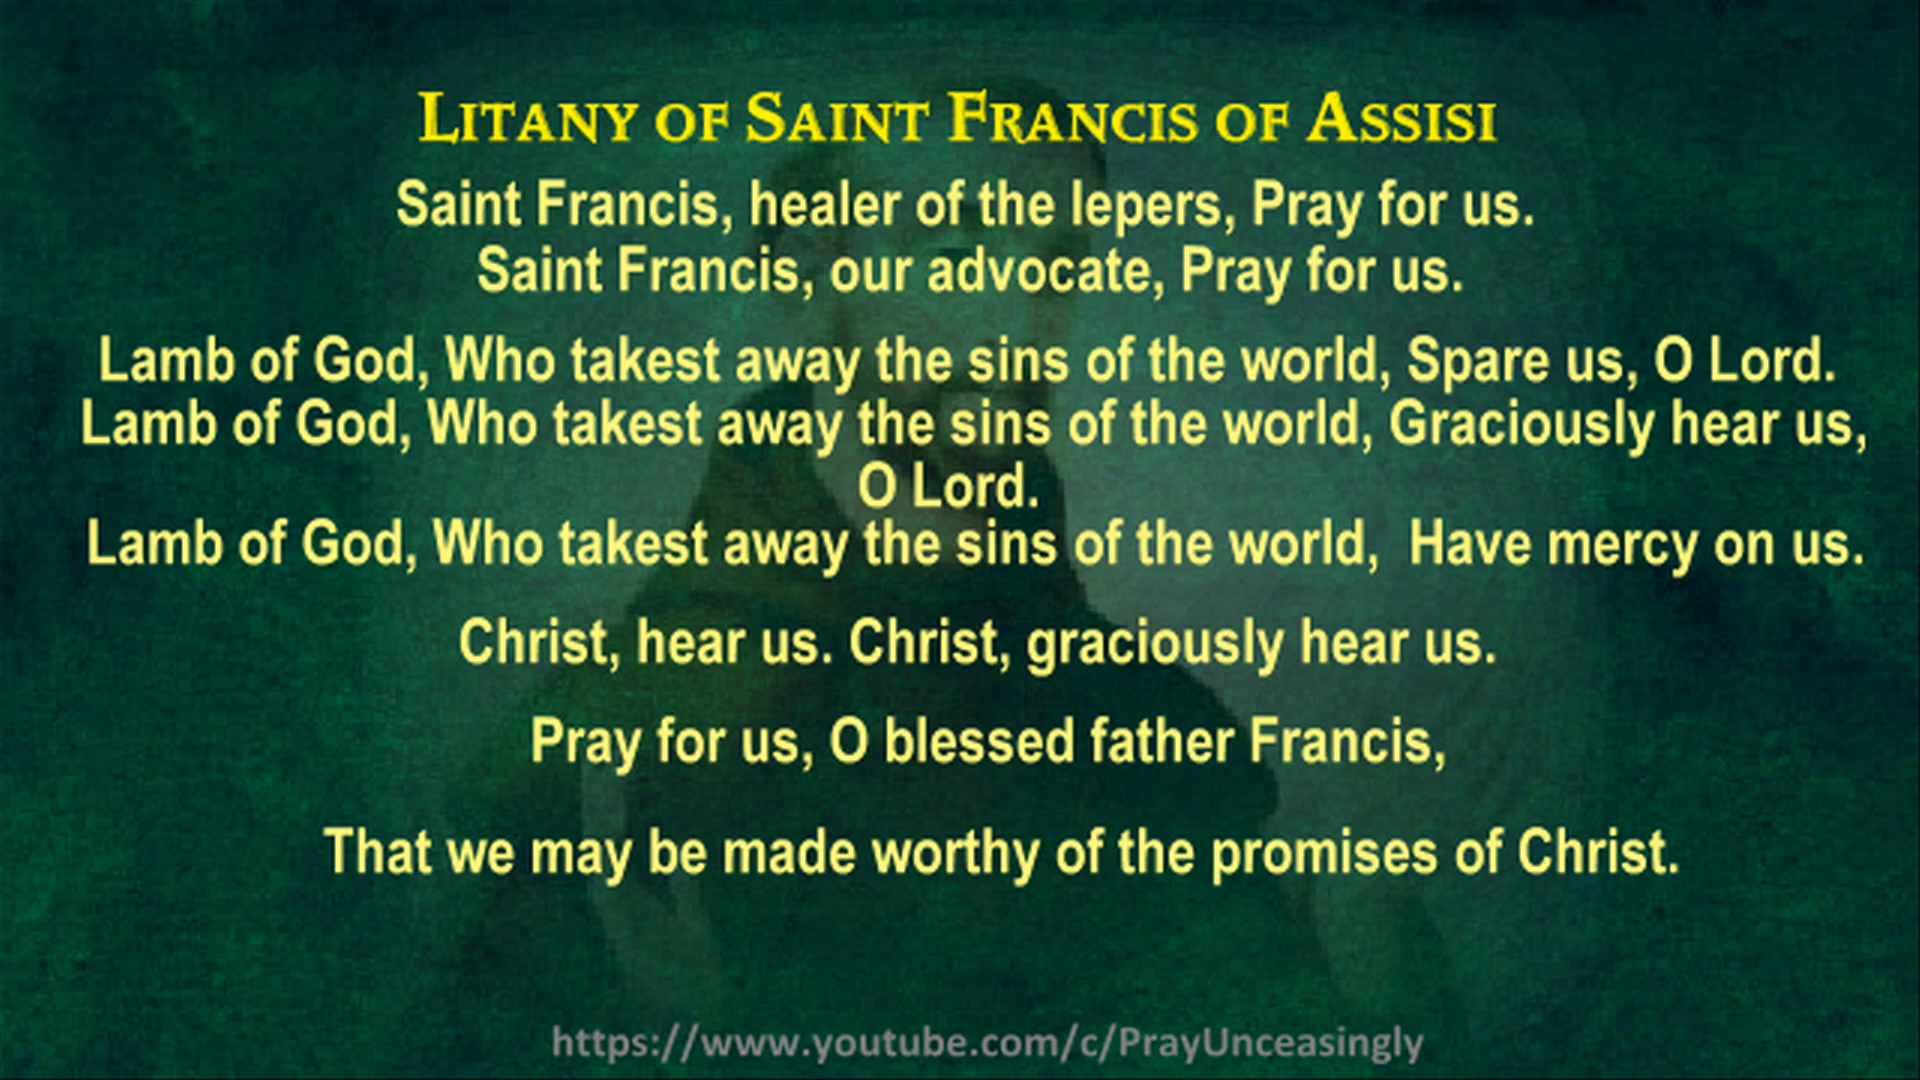 LITANY OF SAINT FRANCIS OF ASSISI
Saint Francis, healer of the lepers, Pray for us.
Saint Francis, our advocate, Pray for us.
Lamb of God, Who takest away the sins of the world, Spare us, O Lord.
Lamb of God, Who takest away the sins of the world, Graciously hear us,
O Lord.
Lamb of God, Who takest away the sins of the world,  Have mercy on us.
Christ, hear us. Christ, graciously hear us.
Pray for us, O blessed father Francis,
That we may be made worthy of the promises of Christ.
https://www.youtube.com/c/PrayUnceasingly